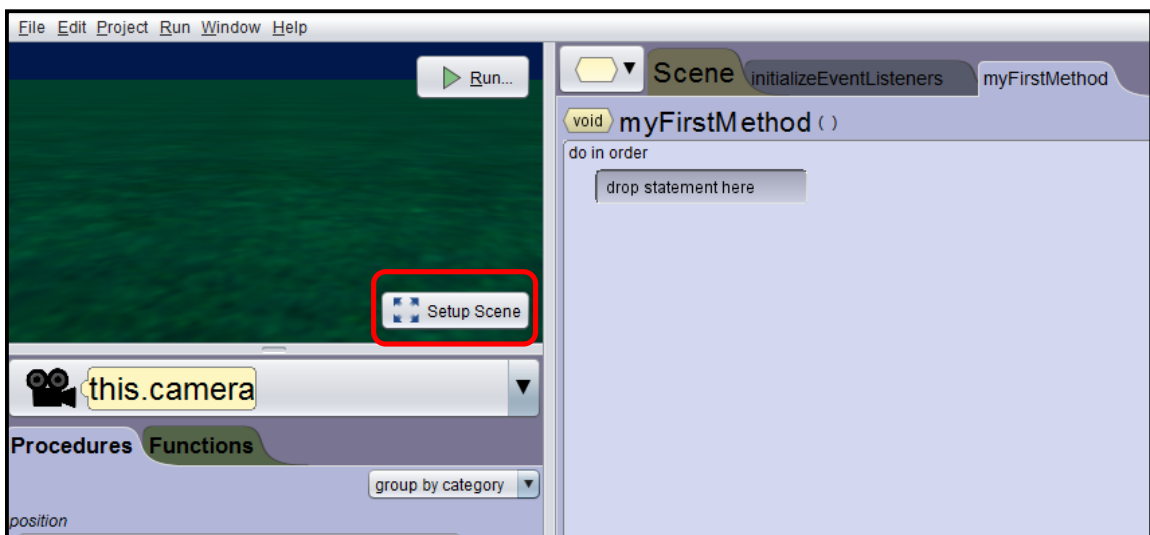 File Edit Project Run Window Help
Run...
Setup Scene
this.camera
Procedures Functions
group by category
position
Scene initializeEventListeners myFirstMethod
void myFirstMethod ( )
do in order
drop statement here